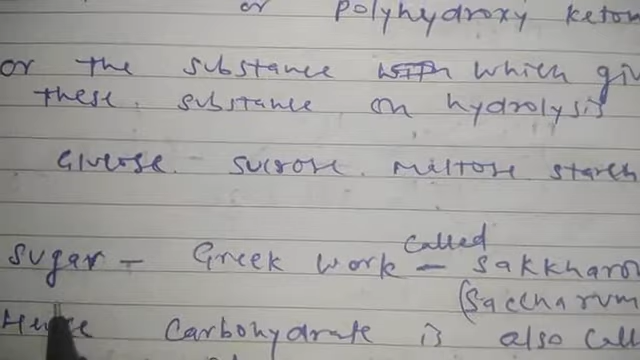 or polyhydroxy keton
or the substance with which giv
these. substance on hydrolysis
Glucose. sucrose. Maltose starch
called
sugar - Greek work - sakkharo
(saccharum
Hence carbohydrate is also call